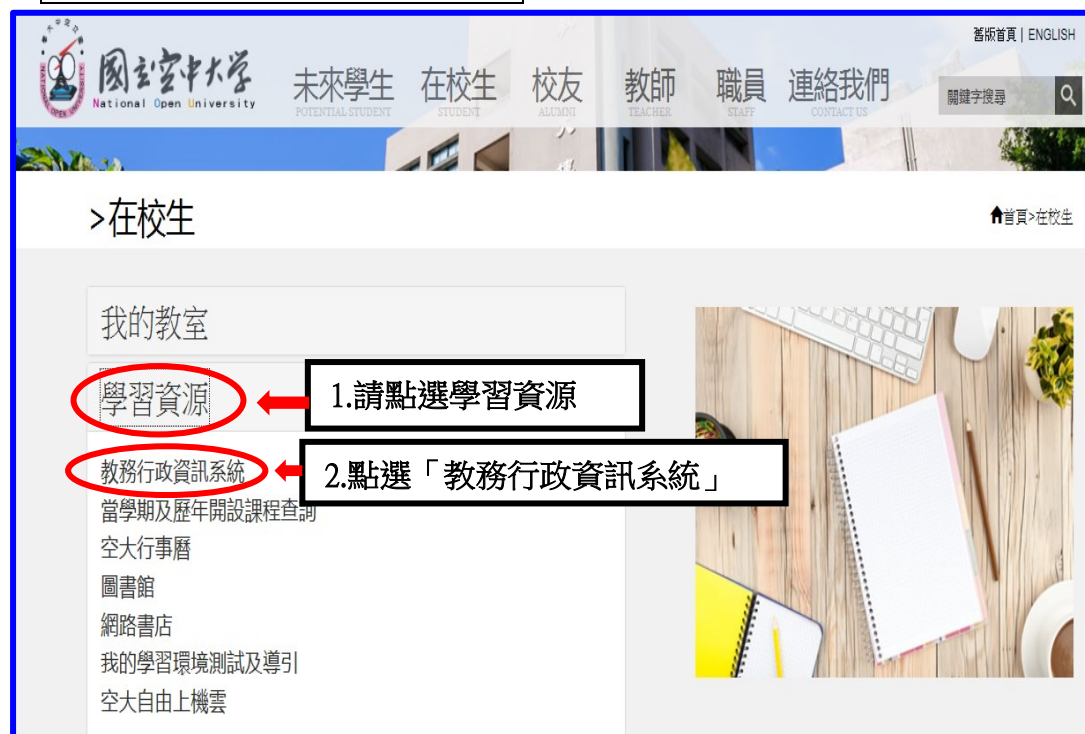 舊版首頁 | ENGLISH
國立空中大學
National Open University
未來學生 在校生 校友 教師 職員 連絡我們
POTENTIAL STUDENT STUDENT ALUMNI TEACHER STAFF CONTACT US
關鍵字搜尋
>在校生
首頁>在校生
我的教室
學習資源
1.請點選學習資源
教務行政資訊系統
2.點選「教務行政資訊系統」
當學期及歷年開設課程查詢
空大行事曆
圖書館
網路書店
我的學習環境測試及導引
空大自由上機雲